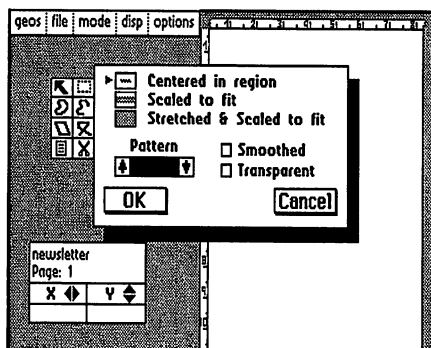 geos file mode disp options
Centered in region
Scaled to fit
Stretched & Scaled to fit
Pattern
Smoothed
Transparent
OK
Cancel
newsletter
Page: 1
X Y